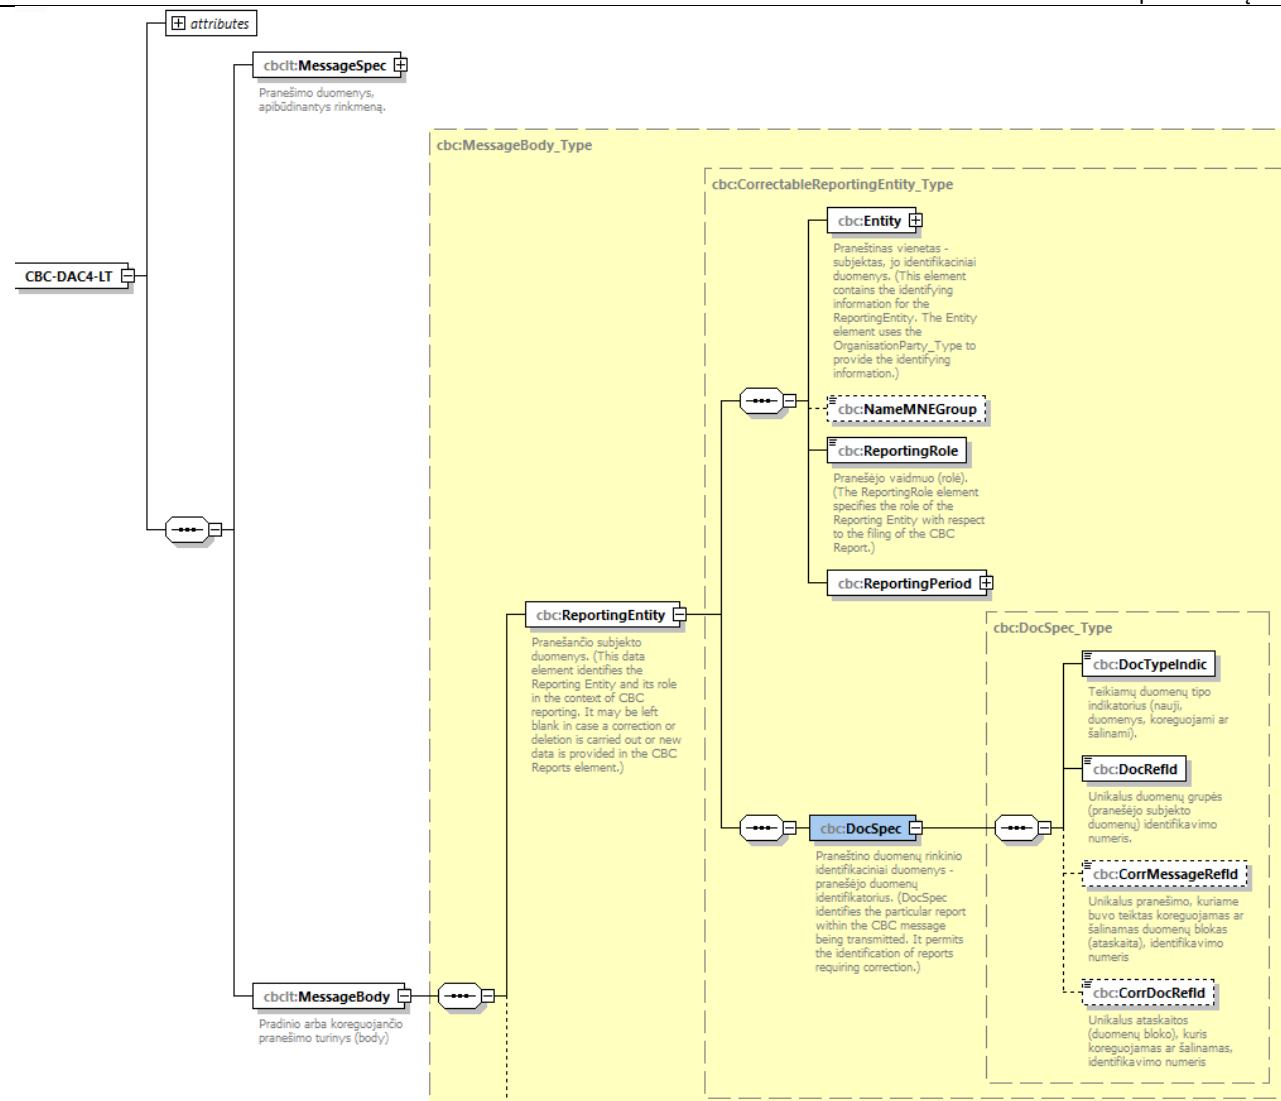 attributes
cbclt:MessageSpec
Pranešimo duomenys,
apibūdinantys rinkmeną.
cbc:MessageBody_Type
cbc:CorrectableReportingEntity_Type
cbc:Entity
Praneštinas vienetas -
subjektas, jo identifikaciniai
duomenys. (This element
contains the identifying
information for the
ReportingEntity. The Entity
element uses the
OrganisationParty_Type to
provide the identifying
information.)
CBC-DAC4-LT
cbc:NameMNEGroup
cbc:ReportingRole
Pranešėjo vaidmuo (rolė).
(The ReportingRole element
specifies the role of the
Reporting Entity with respect
to the filing of the CBC
Report.)
cbc:ReportingPeriod
cbc:ReportingEntity
Pranešančio subjekto
duomenys. (This data
element identifies the
Reporting Entity and its role
in the context of CBC
reporting. It may be left
blank in case a correction or
deletion is carried out or new
data is provided in the CBC
Reports element.)
cbc:DocSpec_Type
cbc:DocTypeIndic
Teikiamų duomenų tipo
indikatorius (nauji,
duomenys, koreguojami ar
šalinami).
cbc:DocRefId
Unikalus duomenų grupės
(pranešėjo subjekto
duomenų) identifikavimo
numeris.
cbc:DocSpec
Praneštino duomenų rinkinio
identifikaciniai duomenys -
pranešėjo duomenų
identifikatorius. (DocSpec
identifies the particular report
within the CBC message
being transmitted. It permits
the identification of reports
requiring correction.)
cbc:CorrMessageRefId
Unikalus pranešimo, kuriame
buvo teiktas koreguojamas ar
šalinamas duomenų blokas
(ataskaita), identifikavimo
numeris
cbc:CorrDocRefId
Unikalus ataskaitos
(duomenų bloko), kuris
koreguojamas ar šalinamas,
identifikavimo numeris
cbclt:MessageBody
Pradinio arba koreguojančio
pranešimo turinys (body)